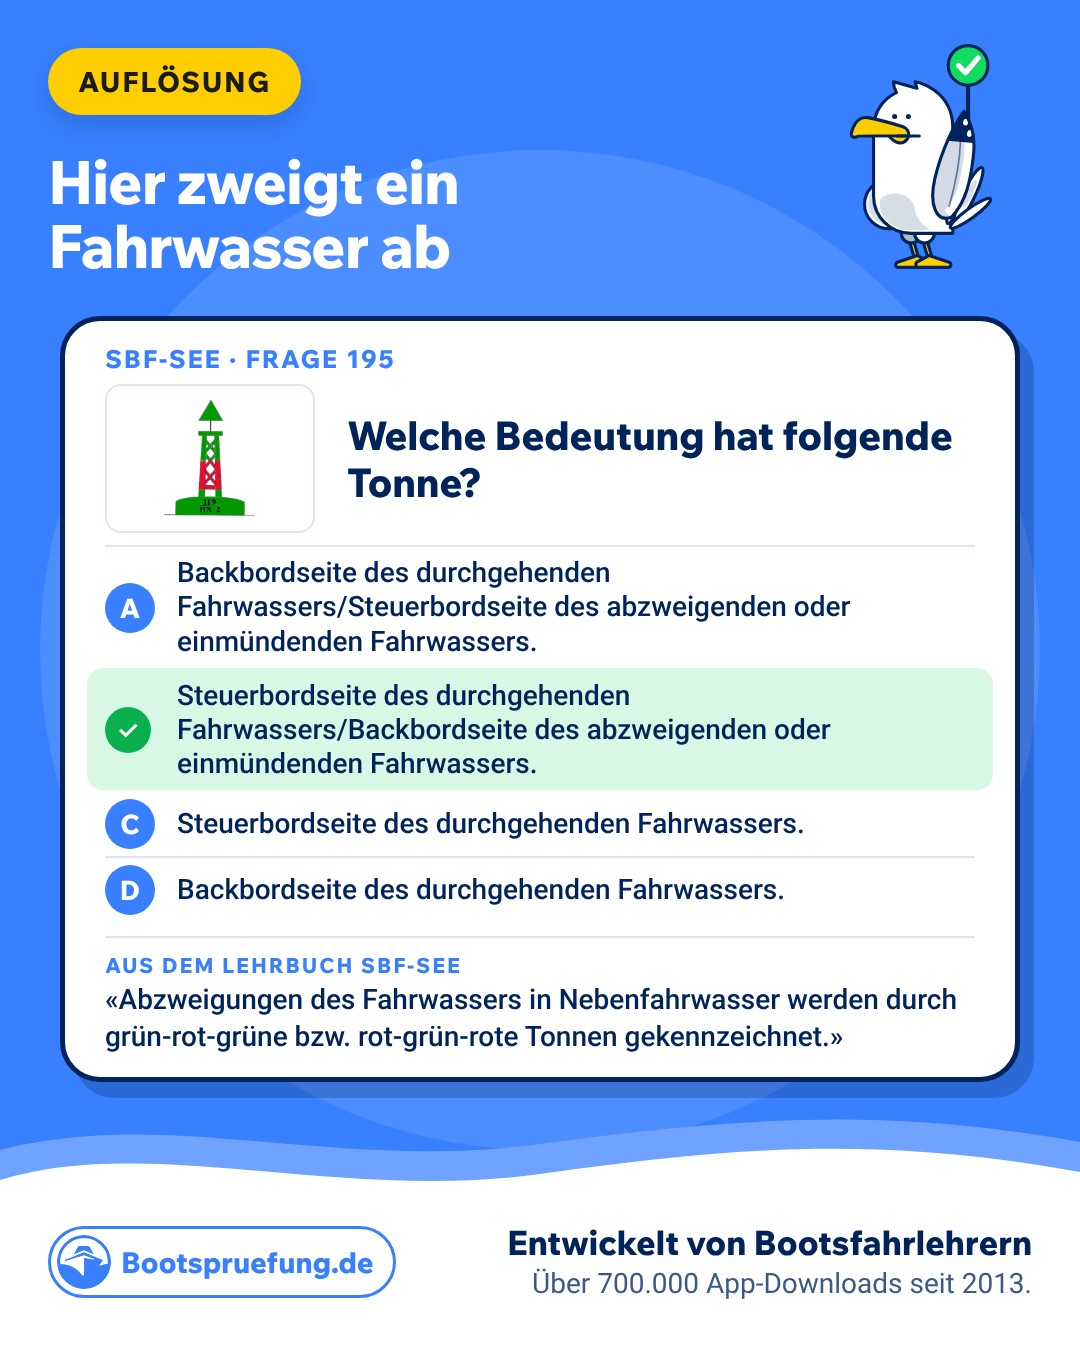 AUFLÖSUNG
Hier zweigt ein
Fahrwasser ab
SBF-SEE · FRAGE 195
119
HN 2
Welche Bedeutung hat folgende
Tonne?
A
Backbordseite des durchgehenden
Fahrwassers/Steuerbordseite des abzweigenden oder
einmündenden Fahrwassers.
Steuerbordseite des durchgehenden
Fahrwassers/Backbordseite des abzweigenden oder
einmündenden Fahrwassers.
C
Steuerbordseite des durchgehenden Fahrwassers.
D
Backbordseite des durchgehenden Fahrwassers.
AUS DEM LEHRBUCH SBF-SEE
«Abzweigungen des Fahrwassers in Nebenfahrwasser werden durch
grün-rot-grüne bzw. rot-grün-rote Tonnen gekennzeichnet.»
Bootspruefung.de
Entwickelt von Bootsfahrlehrern
Über 700.000 App-Downloads seit 2013.